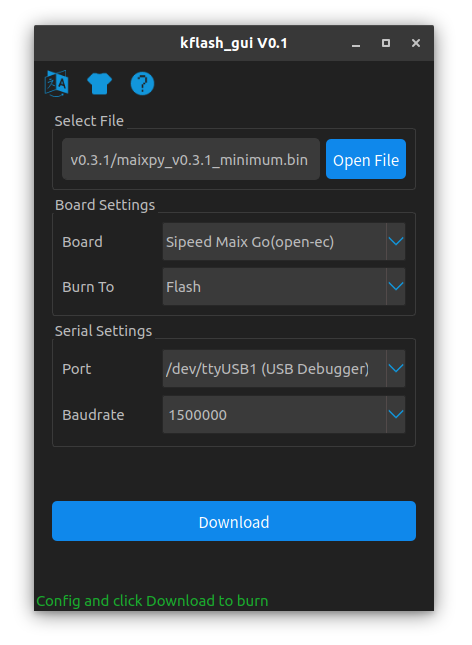 kflash_gui V0.1
Select File
v0.3.1/maixpy_v0.3.1_minimum.bin
Open File
Board Settings
Board
Sipeed Maix Go(open-ec)
Burn To
Flash
Serial Settings
Port
/dev/ttyUSB1 (USB Debugger)
Baudrate
1500000
Download
Config and click Download to burn